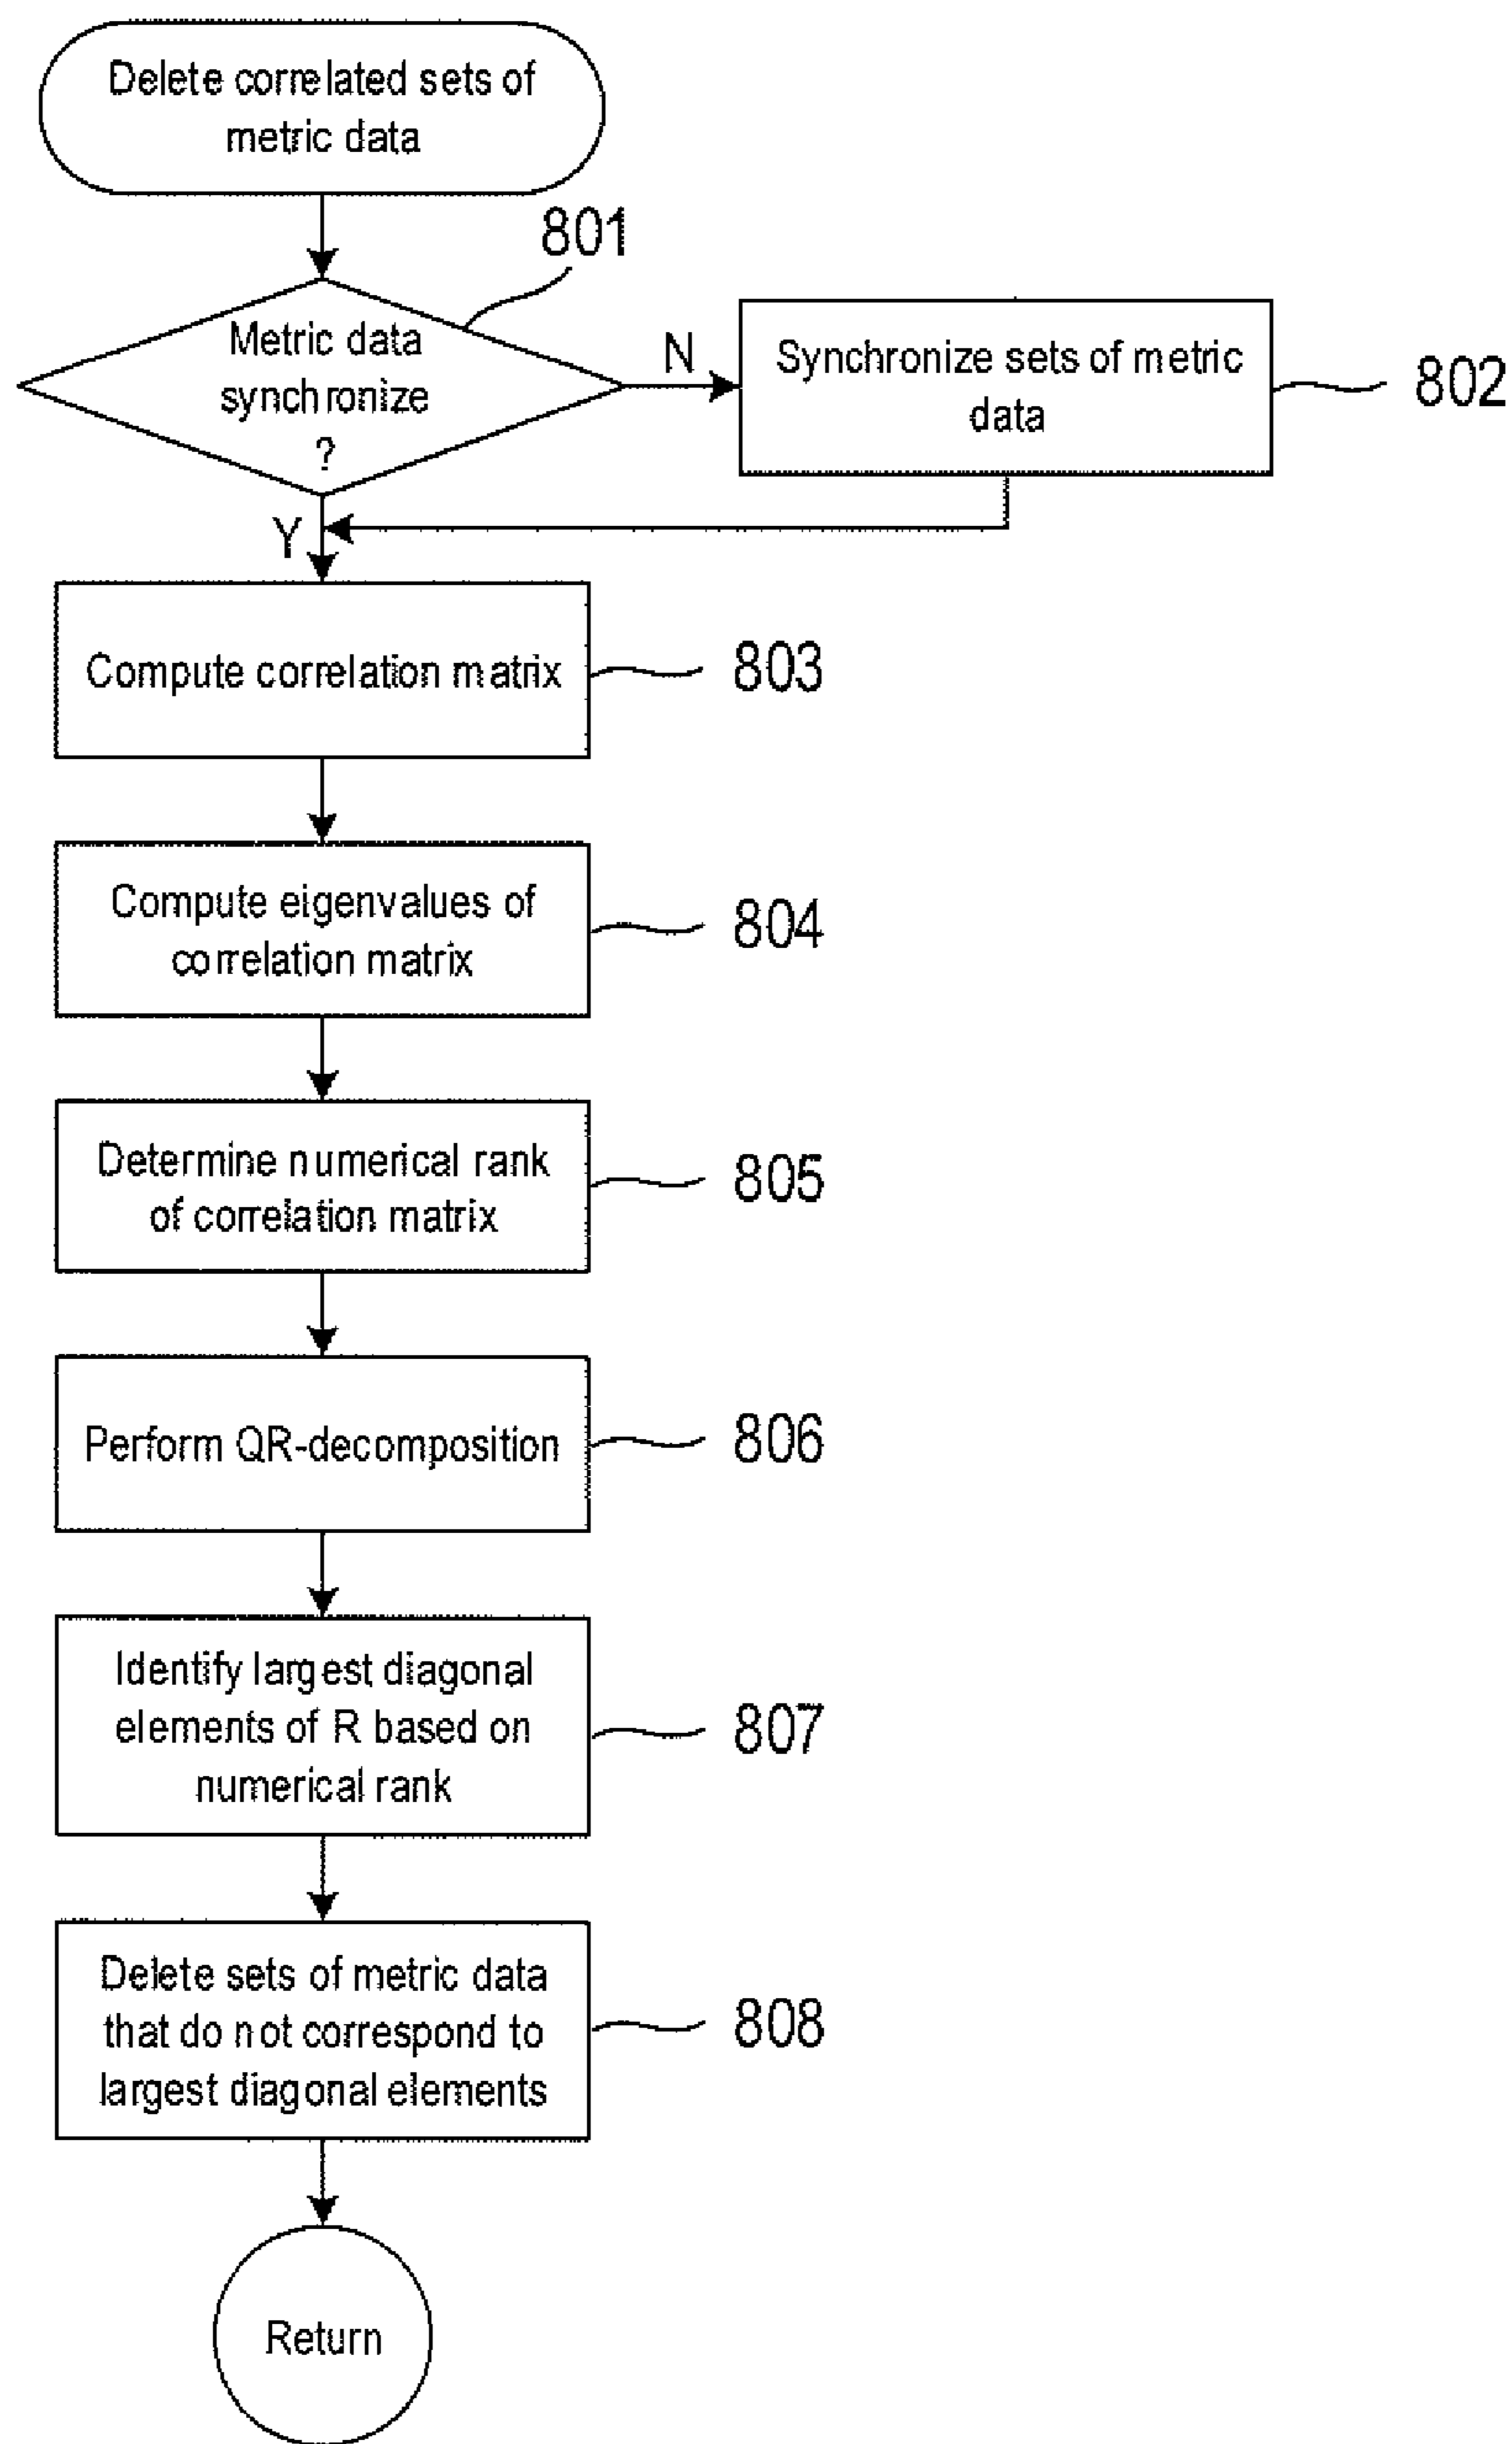 Delete correlated sets of
metric data
801
Metric data
synchronize
?
N
Synchronize sets of metric
data
802
Y
Compute correlation matrix
803
Compute eigenvalues of
correlation matrix
804
Determine numerical rank
of correlation matrix
805
Perform QR-decomposition
806
Identify largest diagonal
elements of R based on
numerical rank
807
Delete sets of metric data
that do not correspond to
largest diagonal elements
808
Return